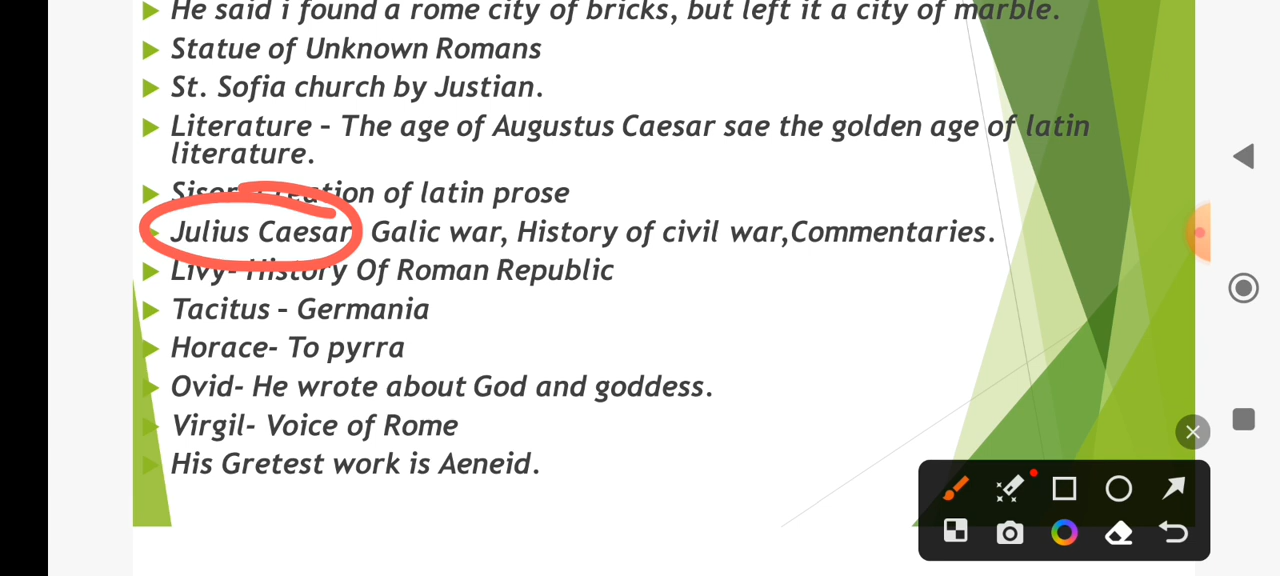 He said i found a rome city of bricks, but left it a city of marble.
Statue of Unknown Romans
St. Sofia church by Justian.
Literature – The age of Augustus Caesar sae the golden age of latin
literature.
of latin prose
Julius Caesar Galic war, History of civil war,Commentaries.
Livy- History Of Roman Republic
Tacitus – Germania
Horace- To pyrra
Ovid- He wrote about God and goddess.
Virgil- Voice of Rome
His Gretest work is Aeneid.